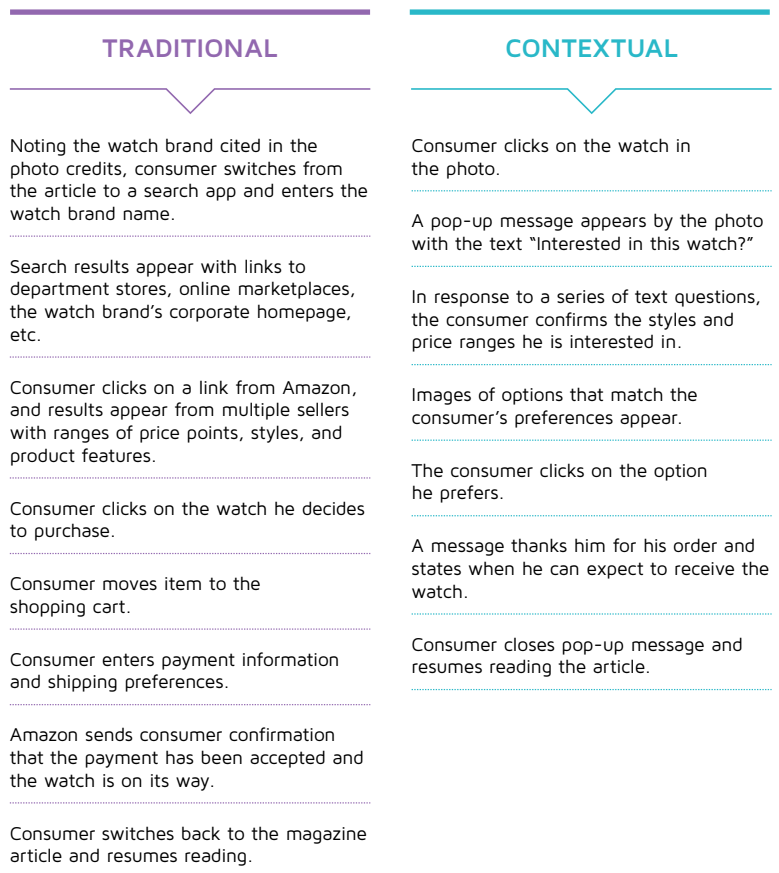 TRADITIONAL
Noting the watch brand cited in the
photo credits, consumer switches from
the article to a search app and enters the
watch brand name.
Search results appear with links to
department stores, online marketplaces,
the watch brand’s corporate homepage,
etc.
Consumer clicks on a link from Amazon,
and results appear from multiple sellers
with ranges of price points, styles, and
product features.
Consumer clicks on the watch he decides
to purchase.
Consumer moves item to the
shopping cart.
Consumer enters payment information
and shipping preferences.
Amazon sends consumer confirmation
that the payment has been accepted and
the watch is on its way.
Consumer switches back to the magazine
article and resumes reading.
CONTEXTUAL
Consumer clicks on the watch in
the photo.
A pop-up message appears by the photo
with the text “Interested in this watch?”
In response to a series of text questions,
the consumer confirms the styles and
price ranges he is interested in.
Images of options that match the
consumer’s preferences appear.
The consumer clicks on the option
he prefers.
A message thanks him for his order and
states when he can expect to receive the
watch.
Consumer closes pop-up message and
resumes reading the article.